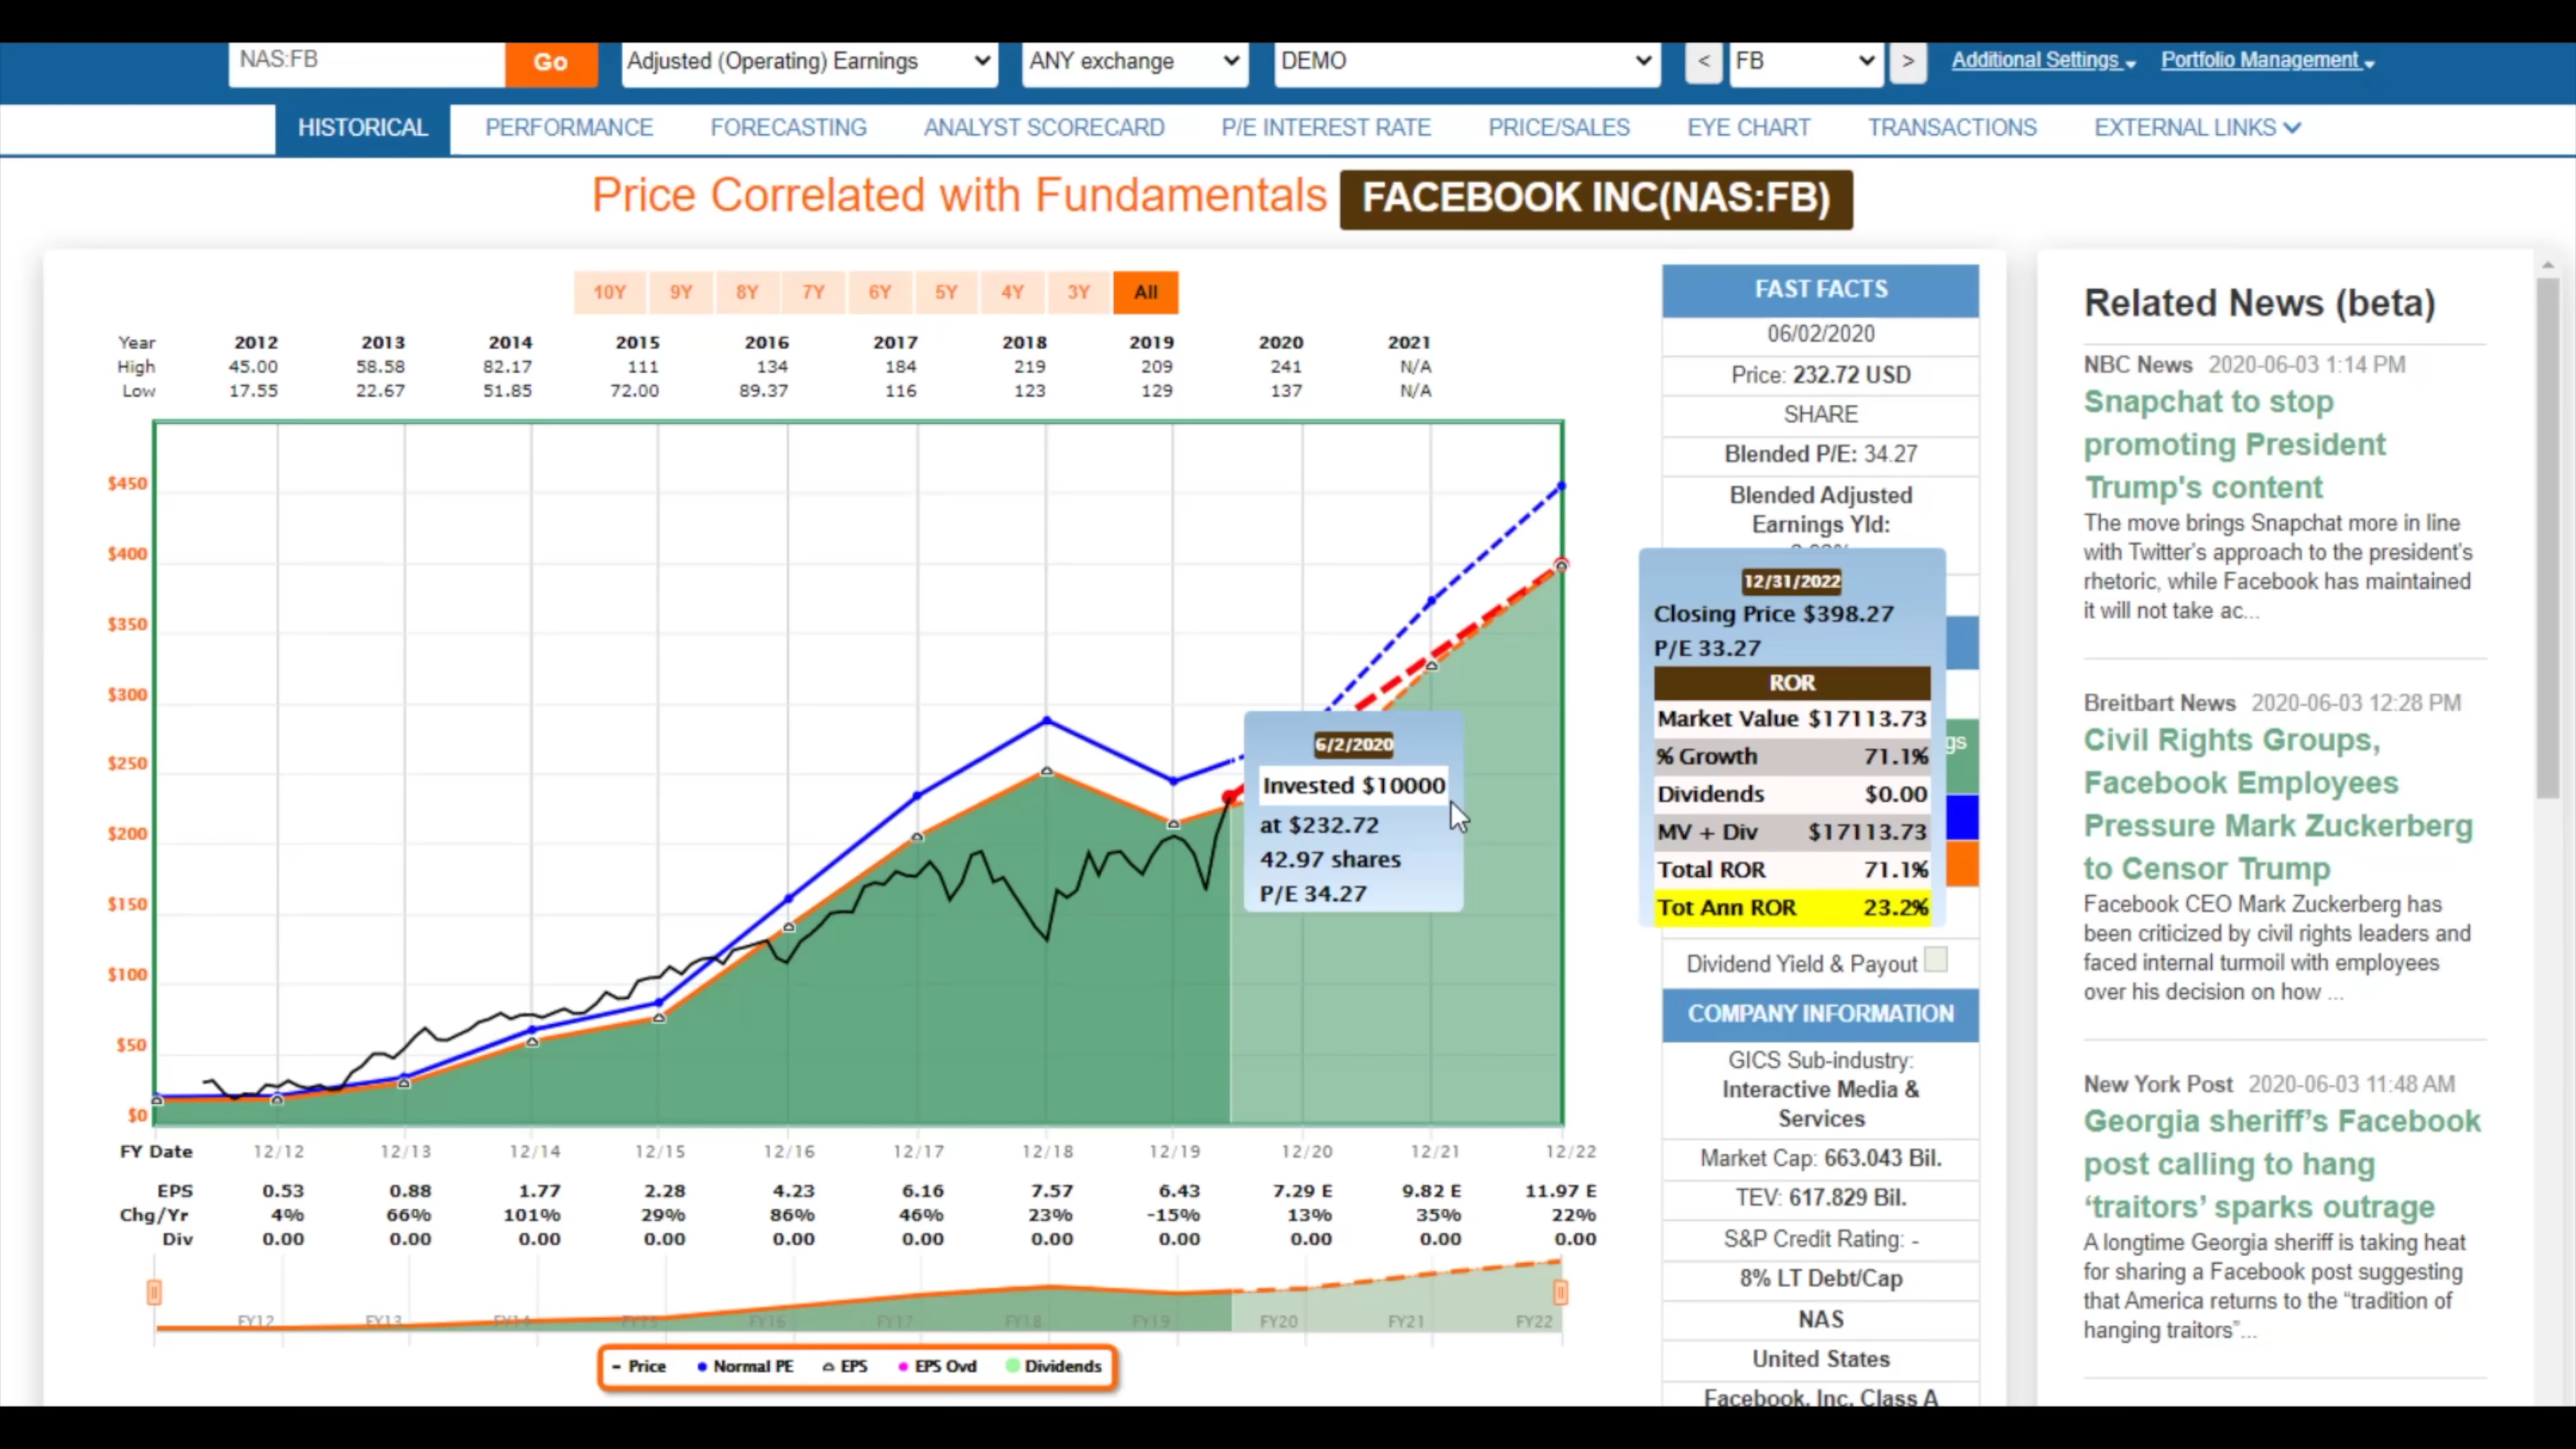 NAS:FB Go Adjusted (Operating) Earnings ANY exchange DEMO < FB > Additional Settings Portfolio Management
HISTORICAL PERFORMANCE FORECASTING ANALYST SCORECARD P/E INTEREST RATE PRICE/SALES EYE CHART TRANSACTIONS EXTERNAL LINKS
Price Correlated with Fundamentals FACEBOOK INC(NAS:FB)
10Y 9Y 8Y 7Y 6Y 5Y 4Y 3Y All
Year 2012 2013 2014 2015 2016 2017 2018 2019 2020 2021
High 45.00 58.58 82.17 111 134 184 219 209 241 N/A
Low 17.55 22.67 51.85 72.00 89.37 116 123 129 137 N/A
$450
$400
$350
$300
$250
$200
$150
$100
$50
$0
6/2/2020
Invested $10000
at $232.72
42.97 shares
P/E 34.27
FY Date 12/12 12/13 12/14 12/15 12/16 12/17 12/18 12/19 12/20 12/21 12/22
EPS 0.53 0.88 1.77 2.28 4.23 6.16 7.57 6.43 7.29 E 9.82 E 11.97 E
Chg/Yr 4% 66% 101% 29% 86% 46% 23% -15% 13% 35% 22%
Div 0.00 0.00 0.00 0.00 0.00 0.00 0.00 0.00 0.00 0.00 0.00
FY12 FY13 FY14 FY15 FY16 FY17 FY18 FY19 FY20 FY21 FY22
Price Normal PE EPS EPS Ovd Dividends
FAST FACTS
06/02/2020
Price: 232.72 USD
SHARE
Blended P/E: 34.27
Blended Adjusted
Earnings Yld:
12/31/2022
Closing Price $398.27
P/E 33.27
ROR
Market Value $17113.73
% Growth 71.1%
Dividends $0.00
MV + Div $17113.73
Total ROR 71.1%
Tot Ann ROR 23.2%
gs
Dividend Yield & Payout
COMPANY INFORMATION
GICS Sub-industry:
Interactive Media &
Services
Market Cap: 663.043 Bil.
TEV: 617.829 Bil.
S&P Credit Rating: -
8% LT Debt/Cap
NAS
United States
Facebook, Inc. Class A
Related News (beta)
NBC News 2020-06-03 1:14 PM
Snapchat to stop
promoting President
Trump's content
The move brings Snapchat more in line
with Twitter's approach to the president's
rhetoric, while Facebook has maintained
it will not take ac...
Breitbart News 2020-06-03 12:28 PM
Civil Rights Groups,
Facebook Employees
Pressure Mark Zuckerberg
to Censor Trump
Facebook CEO Mark Zuckerberg has
been criticized by civil rights leaders and
faced internal turmoil with employees
over his decision on how ...
New York Post 2020-06-03 11:48 AM
Georgia sheriff's Facebook
post calling to hang
'traitors' sparks outrage
A longtime Georgia sheriff is taking heat
for sharing a Facebook post suggesting
that America returns to the “tradition of
hanging traitors”...